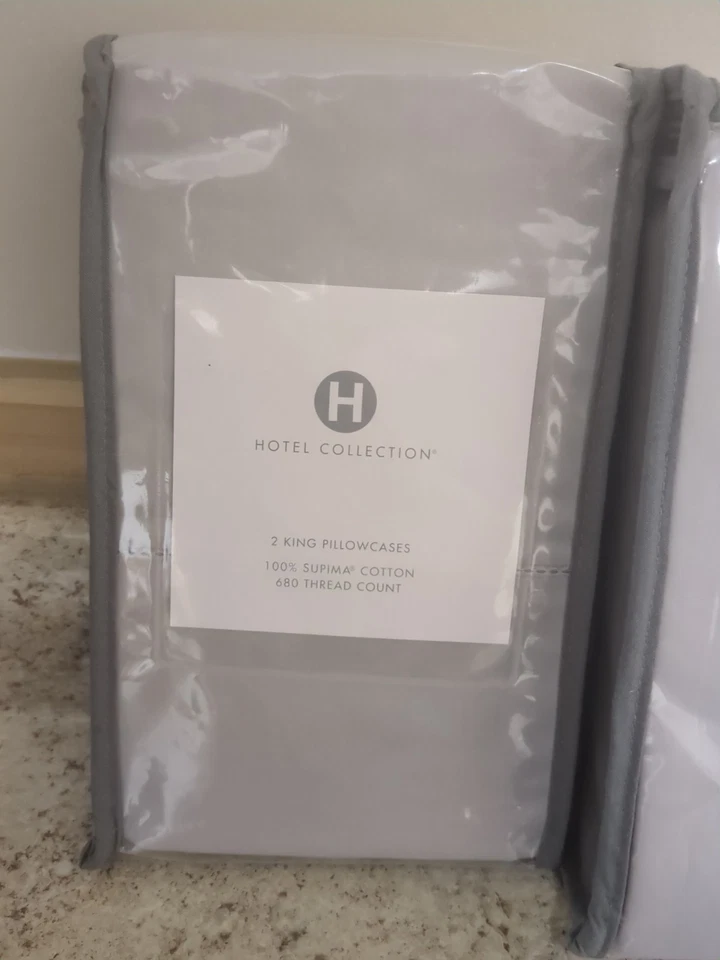 H
HOTEL COLLECTION®
2 KING PILLOWCASES
100% SUPIMA® COTTON
680 THREAD COUNT